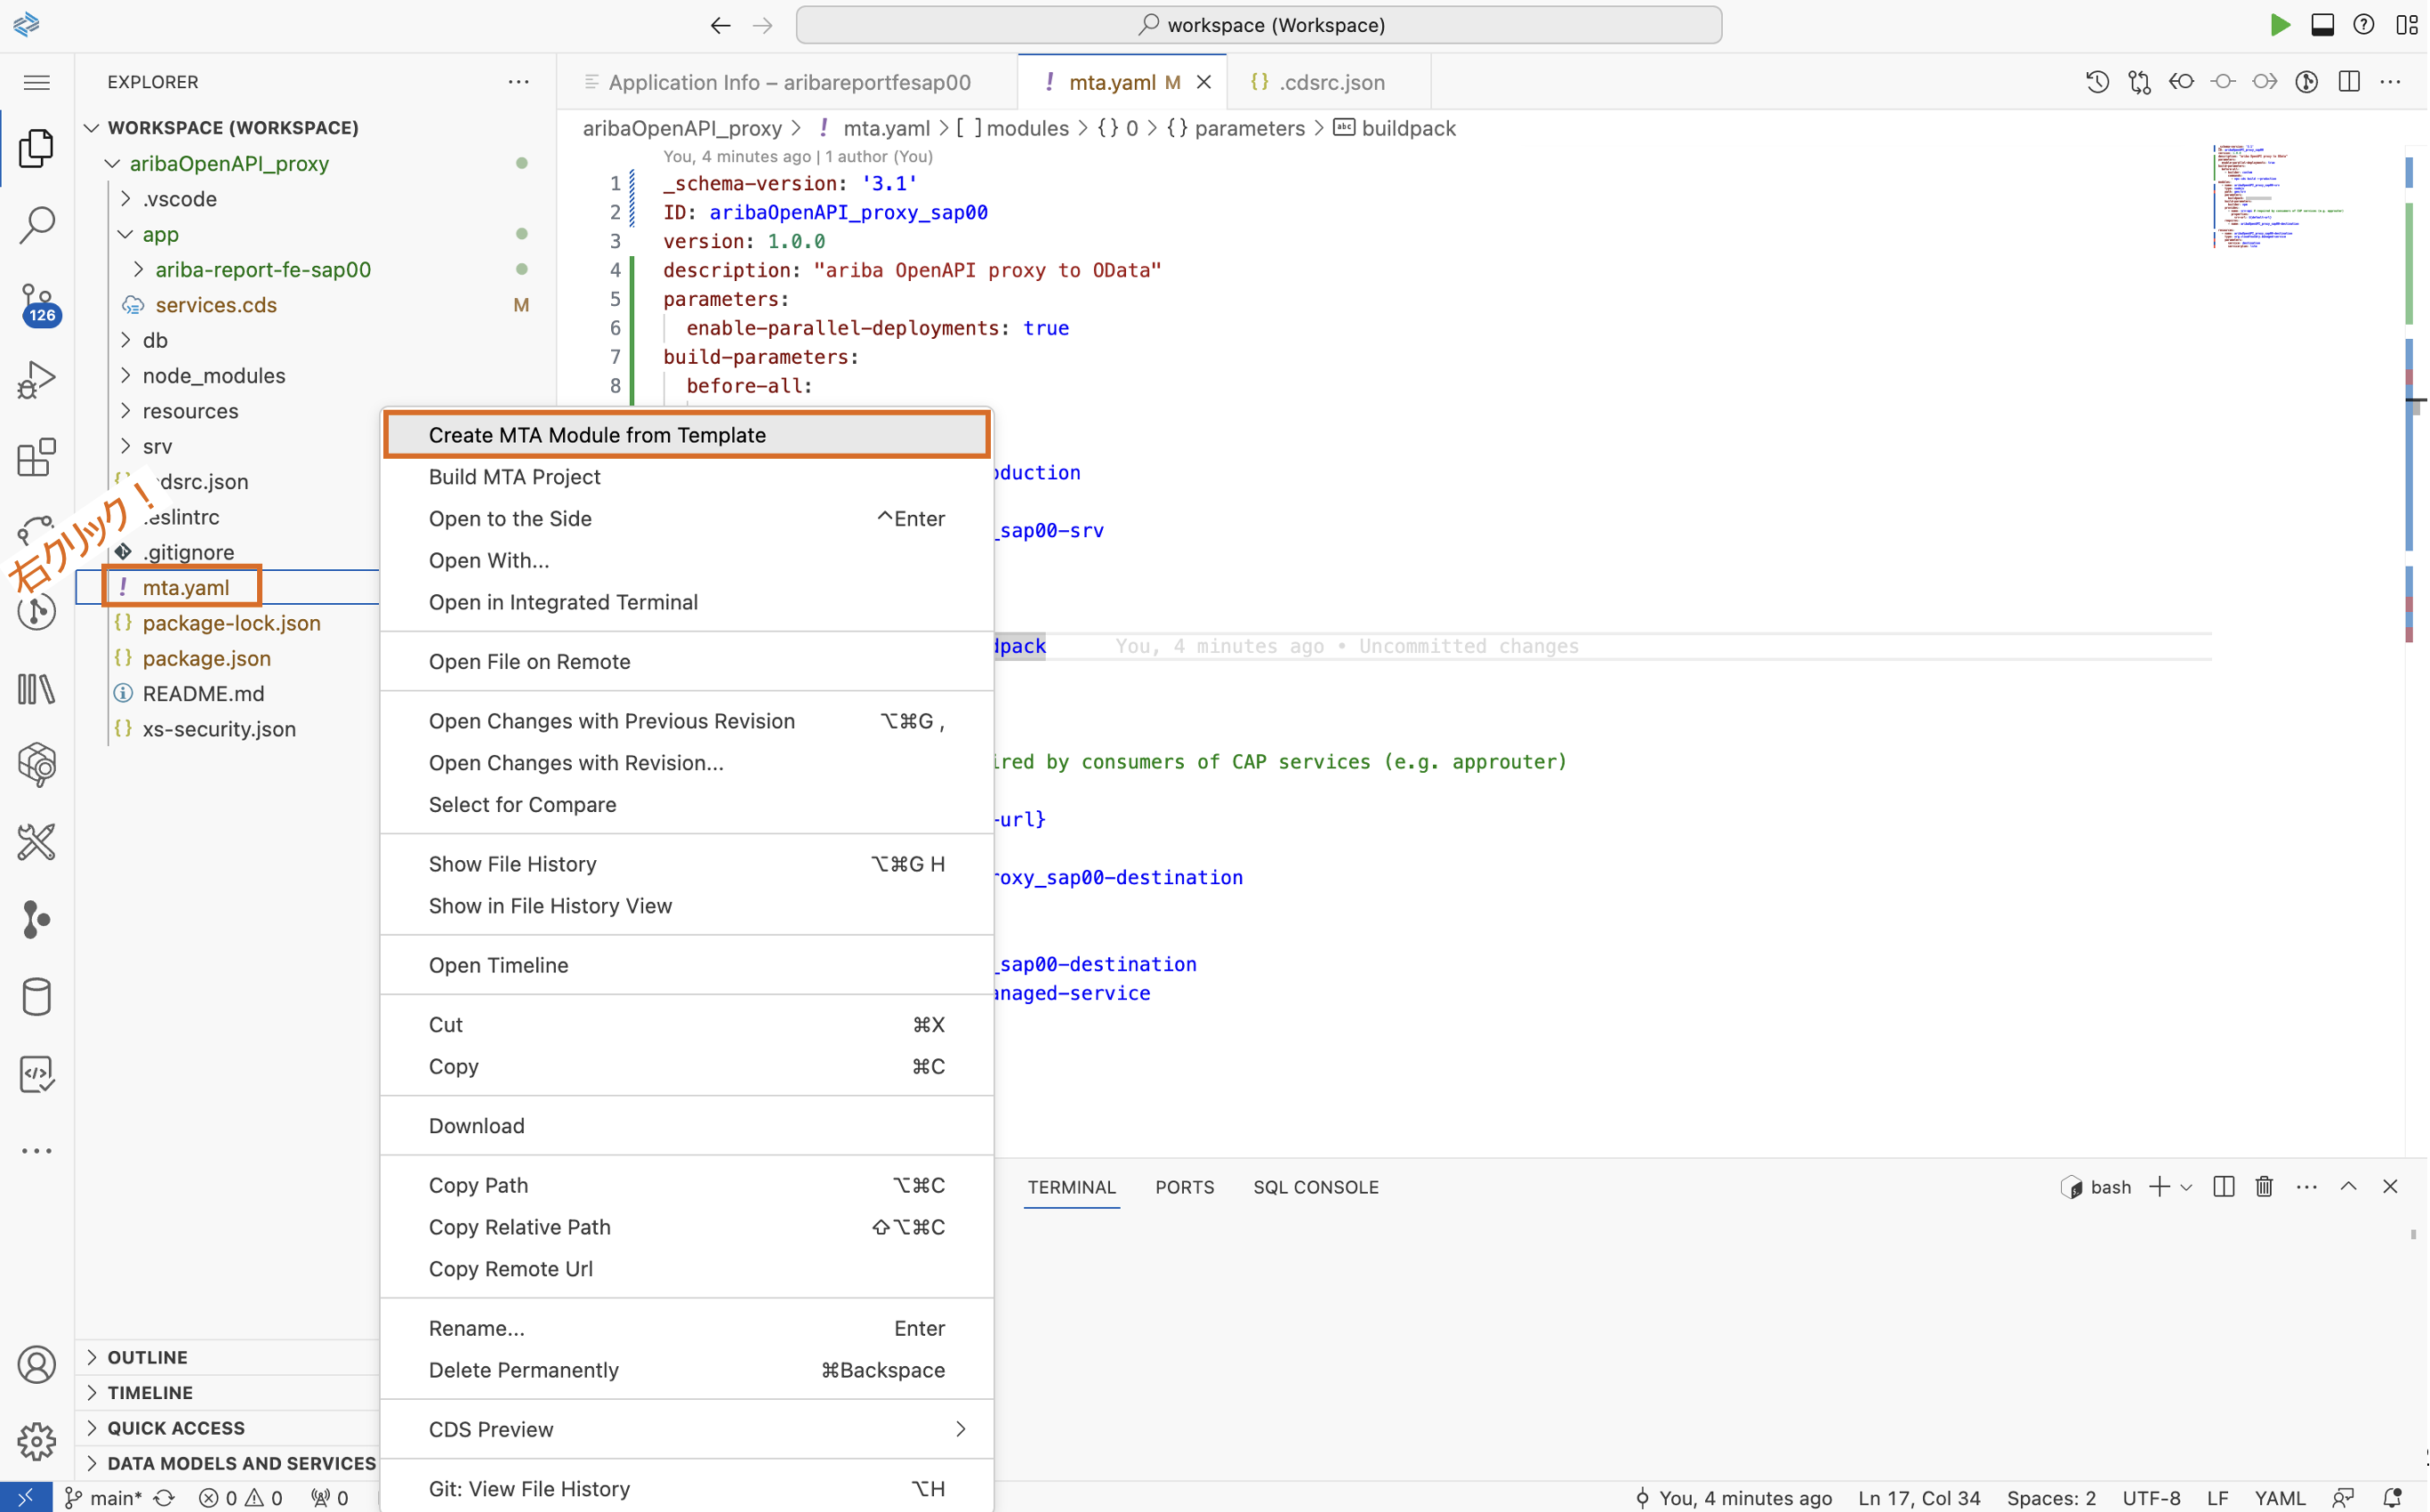 workspace (Workspace)
EXPLORER
Application Info – aribareportfesap00
mta.yaml M
.cdsrc.json
WORKSPACE (WORKSPACE)
aribaOpenAPI_proxy
.vscode
app
ariba-report-fe-sap00
services.cds M
db
node_modules
resources
srv
dsrc.json
eslintrc
.gitignore
mta.yaml
package-lock.json
package.json
README.md
xs-security.json
右クリック！
126
OUTLINE
TIMELINE
QUICK ACCESS
DATA MODELS AND SERVICES
aribaOpenAPI_proxy > mta.yaml > [ ] modules > {} 0 > {} parameters > abc buildpack
You, 4 minutes ago | 1 author (You)
1 _schema-version: '3.1'
2 ID: aribaOpenAPI_proxy_sap00
3 version: 1.0.0
4 description: "ariba OpenAPI proxy to OData"
5 parameters:
6 enable-parallel-deployments: true
7 build-parameters:
8 before-all:
oduction
_sap00-srv
dpack You, 4 minutes ago • Uncommitted changes
ired by consumers of CAP services (e.g. approuter)
-url}
roxy_sap00-destination
_sap00-destination
anaged-service
Create MTA Module from Template
Build MTA Project
Open to the Side ^Enter
Open With...
Open in Integrated Terminal
Open File on Remote
Open Changes with Previous Revision ⌥⌘G ,
Open Changes with Revision...
Select for Compare
Show File History ⌥⌘G H
Show in File History View
Open Timeline
Cut ⌘X
Copy ⌘C
Download
Copy Path ⌥⌘C
Copy Relative Path ⇧⌥⌘C
Copy Remote Url
Rename... Enter
Delete Permanently ⌘Backspace
CDS Preview
Git: View File History ⌥H
TERMINAL
PORTS
SQL CONSOLE
bash
main* 0 0 0
You, 4 minutes ago
Ln 17, Col 34
Spaces: 2
UTF-8
LF
YAML